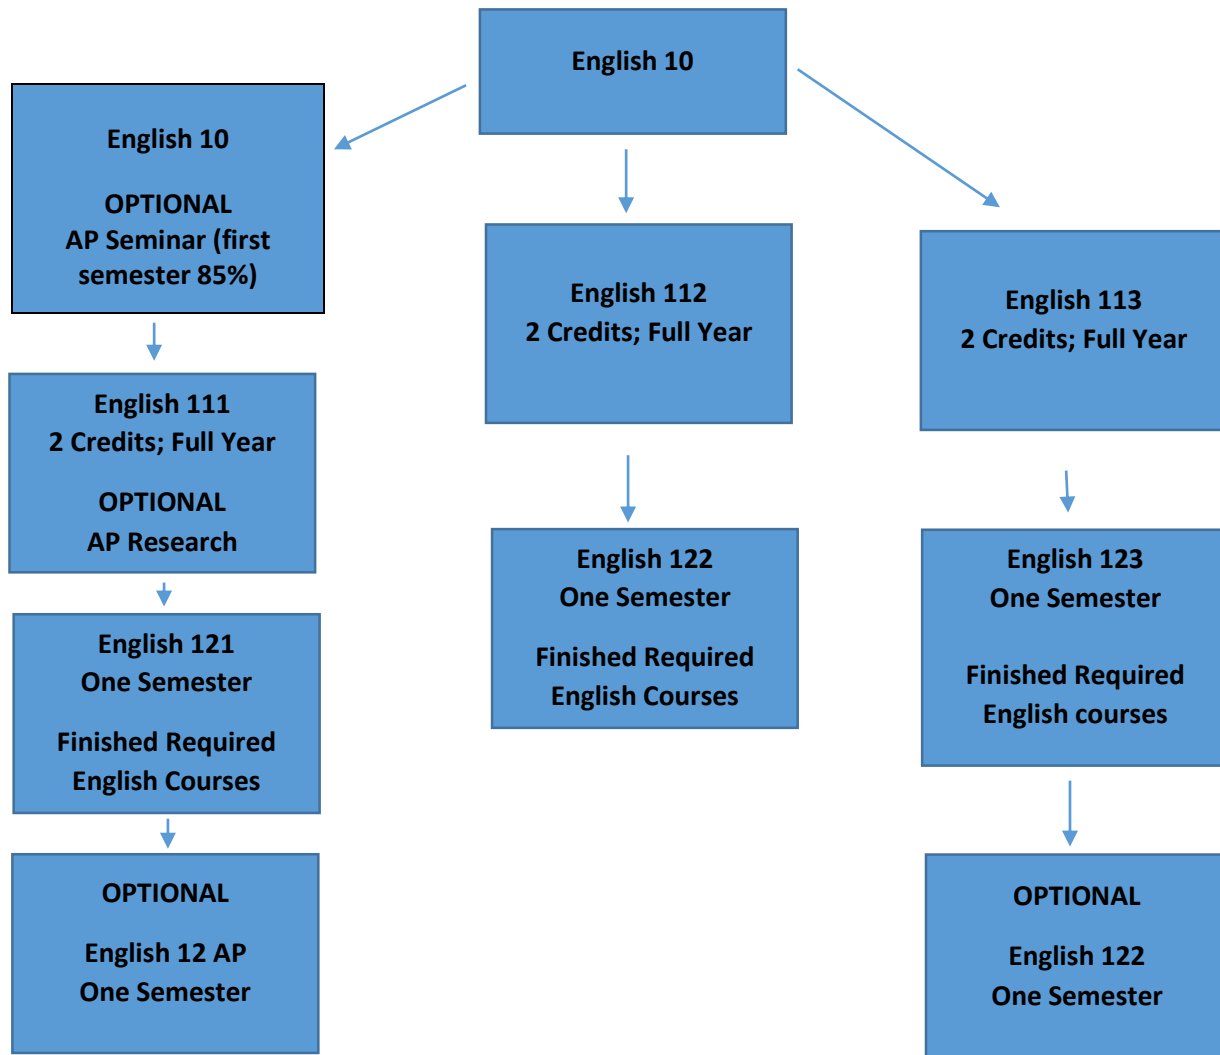 English 10
English 10
OPTIONAL
AP Seminar (first
semester 85%)
English 111
2 Credits; Full Year
OPTIONAL
AP Research
English 121
One Semester
Finished Required
English Courses
OPTIONAL
English 12 AP
One Semester
English 112
2 Credits; Full Year
English 122
One Semester
Finished Required
English Courses
English 113
2 Credits; Full Year
English 123
One Semester
Finished Required
English courses
OPTIONAL
English 122
One Semester